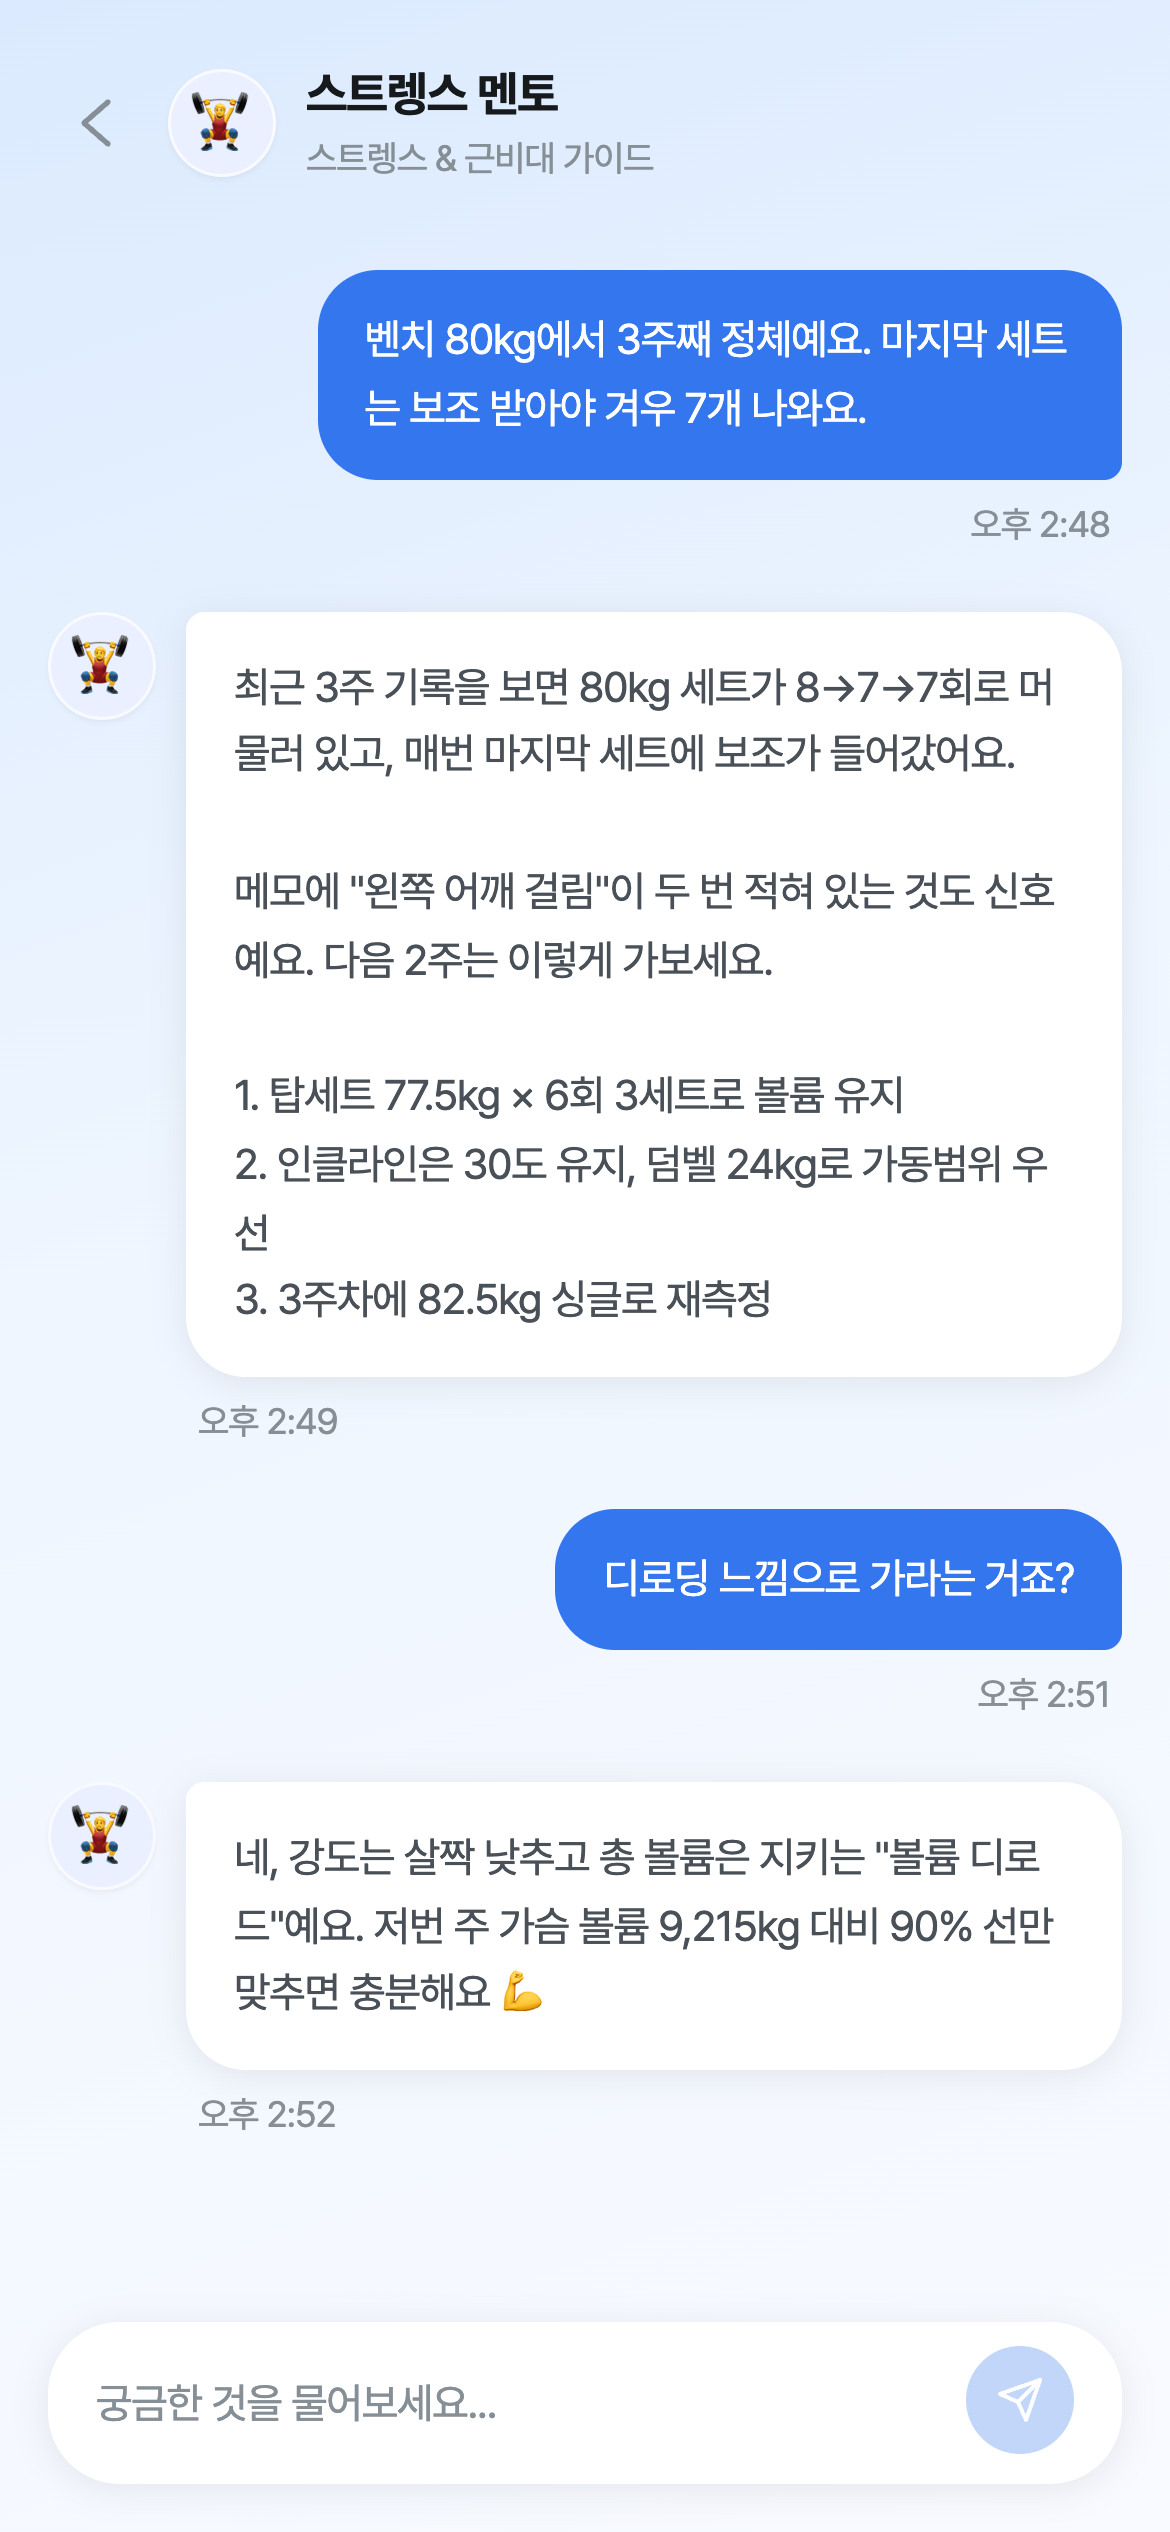 스트렝스 멘토
스트렝스 & 근비대 가이드
벤치 80kg에서 3주째 정체예요. 마지막 세트
는 보조 받아야 겨우 7개 나와요.
오후 2:48
최근 3주 기록을 보면 80kg 세트가 8→7→7회로 머
물러 있고, 매번 마지막 세트에 보조가 들어갔어요.
메모에 "왼쪽 어깨 걸림"이 두 번 적혀 있는 것도 신호
예요. 다음 2주는 이렇게 가보세요.
1. 탑세트 77.5kg × 6회 3세트로 볼륨 유지
2. 인클라인은 30도 유지, 덤벨 24kg로 가동범위 우
선
3. 3주차에 82.5kg 싱글로 재측정
오후 2:49
디로딩 느낌으로 가라는 거죠?
오후 2:51
네, 강도는 살짝 낮추고 총 볼륨은 지키는 "볼륨 디로
드"예요. 저번 주 가슴 볼륨 9,215kg 대비 90% 선만
맞추면 충분해요 💪
오후 2:52
궁금한 것을 물어보세요...